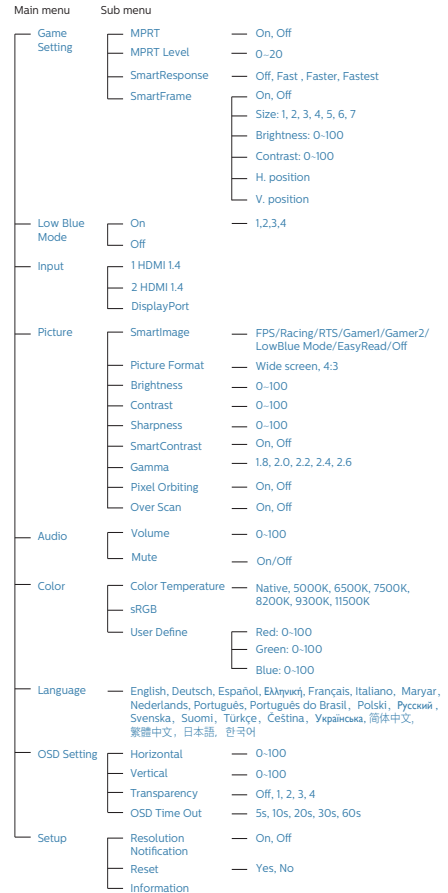 Main menu Sub menu
Game Setting MPRT On, Off
MPRT Level 0~20
SmartResponse Off, Fast , Faster, Fastest
SmartFrame On, Off
Size: 1, 2, 3, 4, 5, 6, 7
Brightness: 0~100
Contrast: 0~100
H. position
V. position
Low Blue Mode On 1,2,3,4
Off
Input 1 HDMI 1.4
2 HDMI 1.4
DisplayPort
Picture SmartImage FPS/Racing/RTS/Gamer1/Gamer2/
LowBlue Mode/EasyRead/Off
Picture Format Wide screen, 4:3
Brightness 0~100
Contrast 0~100
Sharpness 0~100
SmartContrast On, Off
Gamma 1.8, 2.0, 2.2, 2.4, 2.6
Pixel Orbiting On, Off
Over Scan On, Off
Audio Volume 0~100
Mute On/Off
Color Color Temperature Native, 5000K, 6500K, 7500K,
8200K, 9300K, 11500K
sRGB
User Define Red: 0~100
Green: 0~100
Blue: 0~100
Language English, Deutsch, Español, Ελληνική, Français, Italiano, Maryar,
Nederlands, Português, Português do Brasil, Polski, Русский ,
Svenska, Suomi, Türkçe, Čeština, Українська, 简体中文,
繁體中文, 日本語, 한국어
OSD Setting Horizontal 0~100
Vertical 0~100
Transparency Off, 1, 2, 3, 4
OSD Time Out 5s, 10s, 20s, 30s, 60s
Setup Resolution Notification On, Off
Reset Yes, No
Information